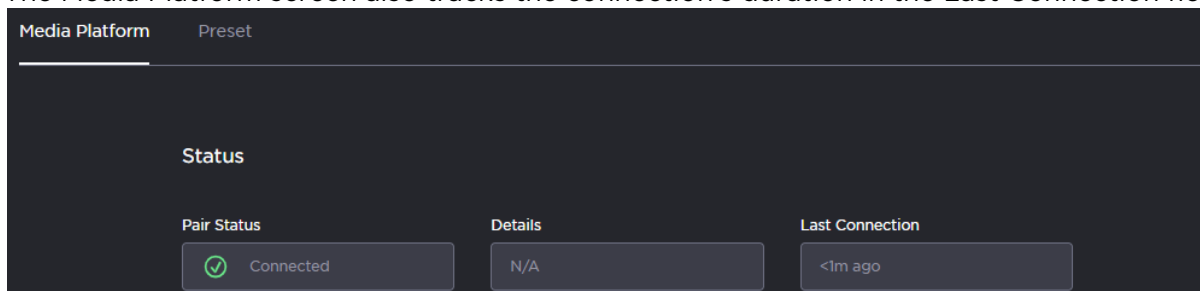 The Media Platform screen also tracks the connection's duration in the Last Connection
Media Platform Preset
Status
Pair Status Details Last Connection
Connected N/A <1m ago